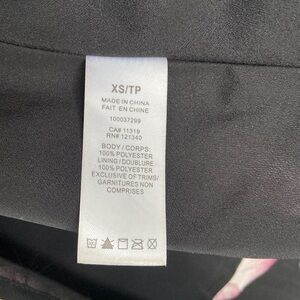 XS/TP
MADE IN CHINA
FAIT EN CHINE
100037299
CA# 11319
RN# 121340
BODY / CORPS:
100% POLYESTER
LINING / DOUBLURE:
100% POLYESTER
EXCLUSIVE OF TRIMS/
GARNITURES NON
COMPRISES